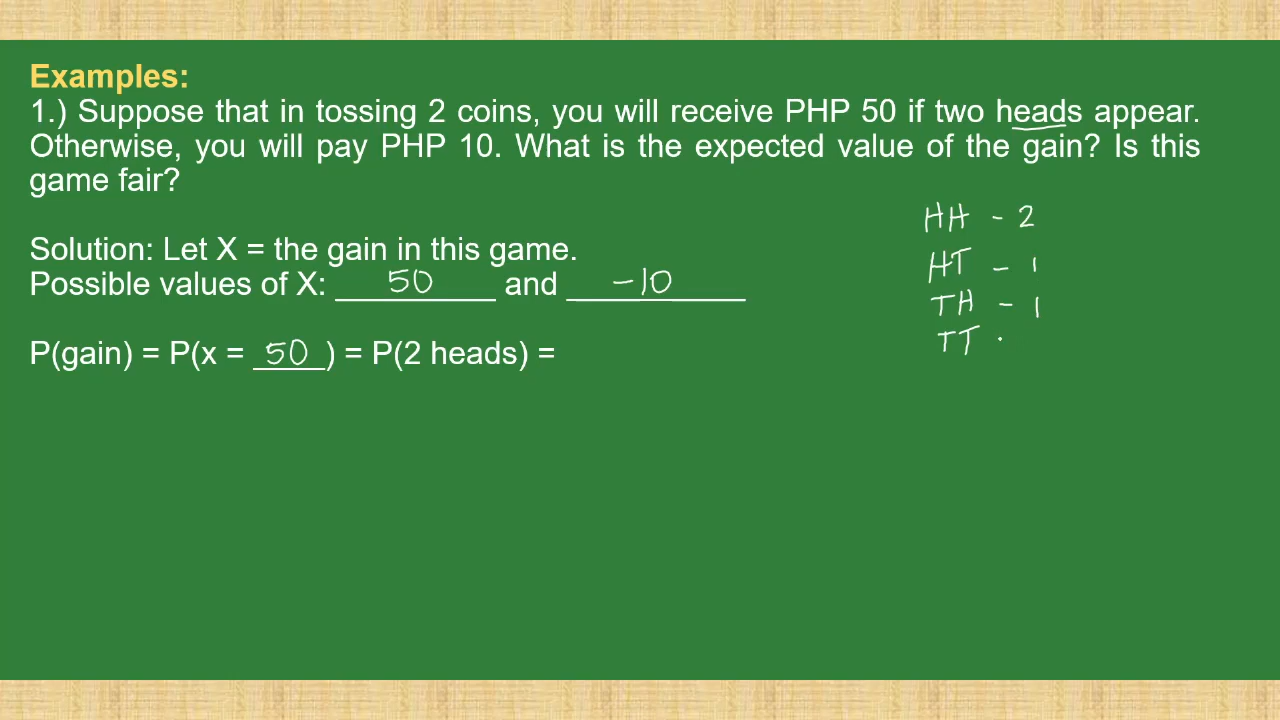 Examples:
1.) Suppose that in tossing 2 coins, you will receive PHP 50 if two heads appear.
Otherwise, you will pay PHP 10. What is the expected value of the gain? Is this
game fair?
HH - 2
Solution: Let X = the gain in this game.
HT - 1
Possible values of X: 50 and -10
TH - 1
TT .
P(gain) = P(x = 50) = P(2 heads) =